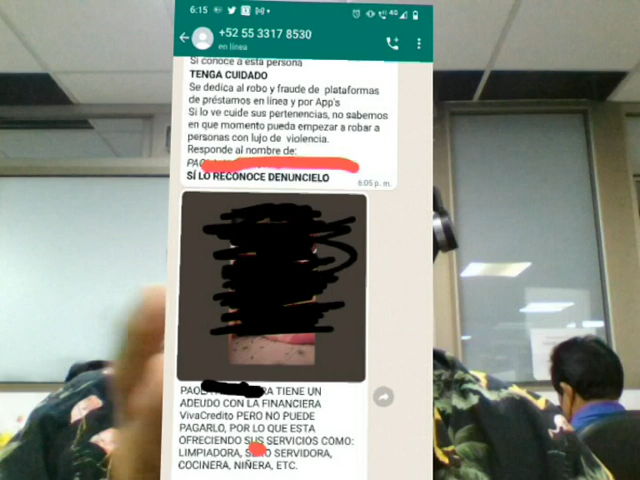 6:15
4G
+52 55 3317 8530
en línea
Si conoce a esta persona
TENGA CUIDADO
Se dedica al robo y fraude de plataformas
de préstamos en línea y por App's
Si lo ve cuide sus pertenencias, no sabemos
en que momento pueda empezar a robar a
personas con lujo de violencia.
Responde al nombre de:
SÍ LO RECONOCE DENUNCIELO
6:05 p. m.
TIENE UN
ADEUDO CON LA FINANCIERA
VivaCredito PERO NO PUEDE
PAGARLO, POR LO QUE ESTA
OFRECIENDO SUS SERVICIOS COMO:
LIMPIADORA, SERVIDORA,
COCINERA, NIÑERA, ETC.